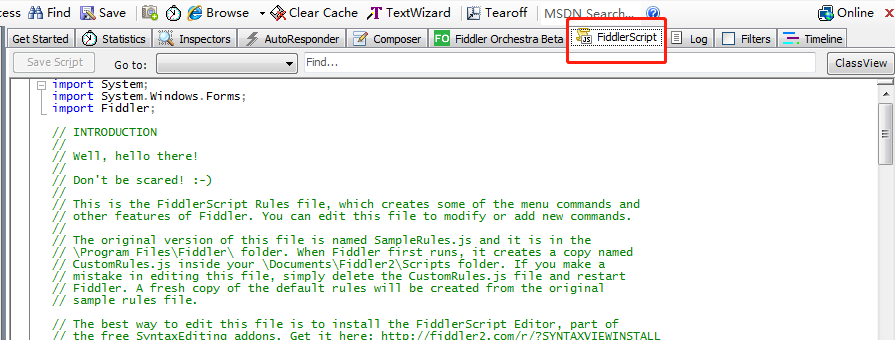 ess Find Save Browse Clear Cache TextWizard Tearoff MSDN Search... Online
Get Started Statistics Inspectors AutoResponder Composer FO Fiddler Orchestra Beta JS FiddlerScript Log Filters Timeline
Save Script Go to: Find... ClassView
import System;
import System.Windows.Forms;
import Fiddler;
// INTRODUCTION
//
// Well, hello there!
//
// Don't be scared! :-)
//
// This is the FiddlerScript Rules file, which creates some of the menu commands and
// other features of Fiddler. You can edit this file to modify or add new commands.
//
// The original version of this file is named SampleRules.js and it is in the
// \Program Files\Fiddler\ folder. When Fiddler first runs, it creates a copy named
// CustomRules.js inside your \Documents\Fiddler2\Scripts folder. If you make a
// mistake in editing this file, simply delete the CustomRules.js file and restart
// Fiddler. A fresh copy of the default rules will be created from the original
// sample rules file.
// The best way to edit this file is to install the FiddlerScript Editor, part of
// the free SyntaxEditing addons. Get it here: http://fiddler2.com/r/?SYNTAXVIEWINSTALL